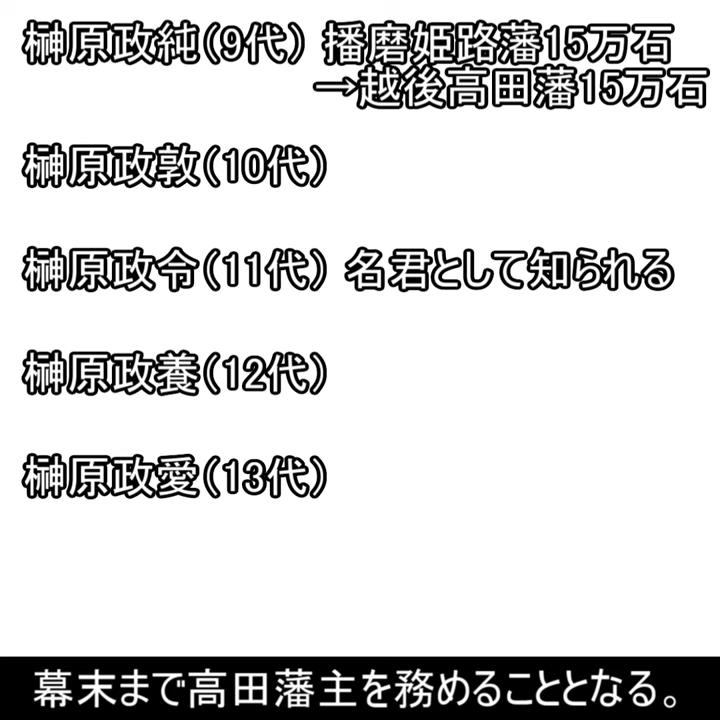 榊原政純(9代) 播磨姫路藩15万石
→越後高田藩15万石
榊原政敦(10代)
榊原政令(11代) 名君として知られる
榊原政養(12代)
榊原政愛(13代)
幕末まで高田藩主を務めることとなる。